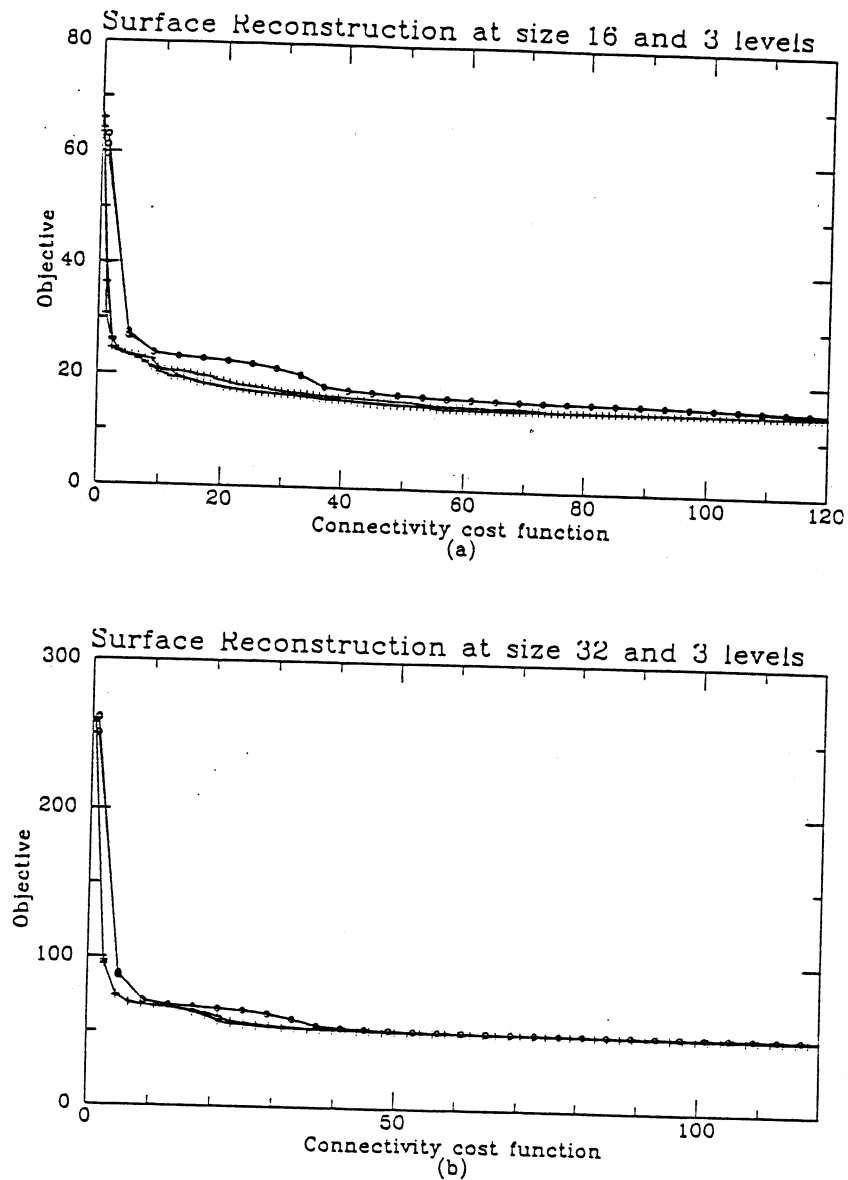 Surface Reconstruction at size 16 and 3 levels
80
60
40
20
0
Objective
0 20 40 60 80 100 120
Connectivity cost function
(a)
Surface Reconstruction at size 32 and 3 levels
300
200
100
0
Objective
0 50 100
Connectivity cost function
(b)